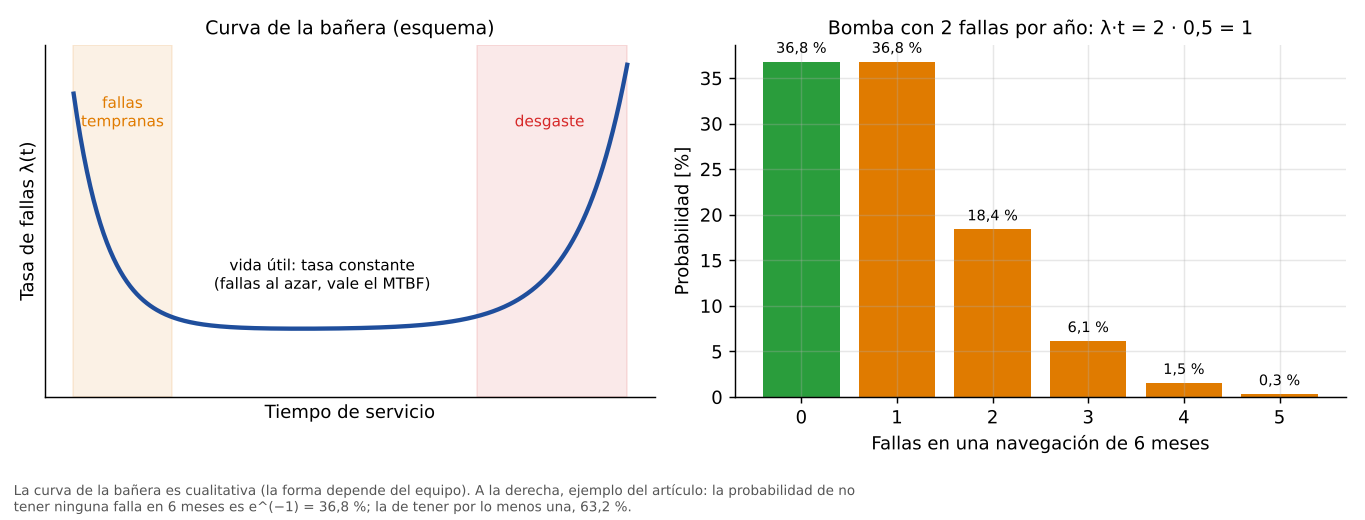 Curva de la bañera (esquema)
fallas
tempranas
desgaste
vida útil: tasa constante
(fallas al azar, vale el MTBF)
Tasa de fallas λ(t)
Tiempo de servicio
Bomba con 2 fallas por año: λ·t = 2 · 0,5 = 1
36,8 %
36,8 %
18,4 %
6,1 %
1,5 %
0,3 %
35
30
25
20
15
10
5
0
Probabilidad [%]
0 1 2 3 4 5
Fallas en una navegación de 6 meses
La curva de la bañera es cualitativa (la forma depende del equipo). A la derecha, ejemplo del artículo: la probabilidad de no
tener ninguna falla en 6 meses es e^(−1) = 36,8 %; la de tener por lo menos una, 63,2 %.